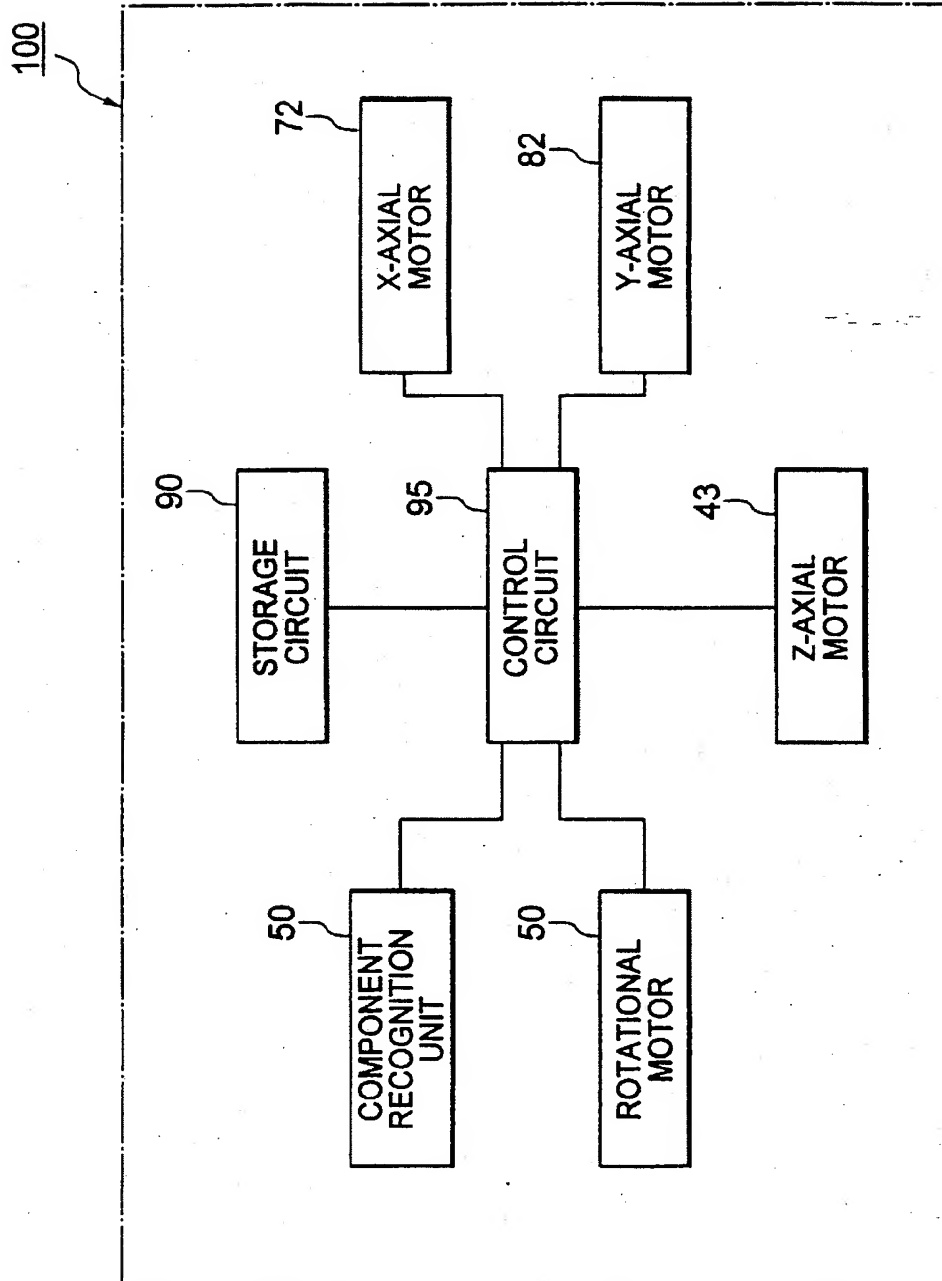 100
90
STORAGE
CIRCUIT
50
COMPONENT
RECOGNITION
UNIT
72
X-AXIAL
MOTOR
95
CONTROL
CIRCUIT
50
ROTATIONAL
MOTOR
82
Y-AXIAL
MOTOR
43
Z-AXIAL
MOTOR